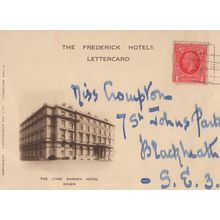 THE FREDERICK HOTELS
LETTERCARD
Miss Crompton
7 St Johns Park
Blackheath
S.E.3.
THE LORD WARDEN HOTEL
DOVER